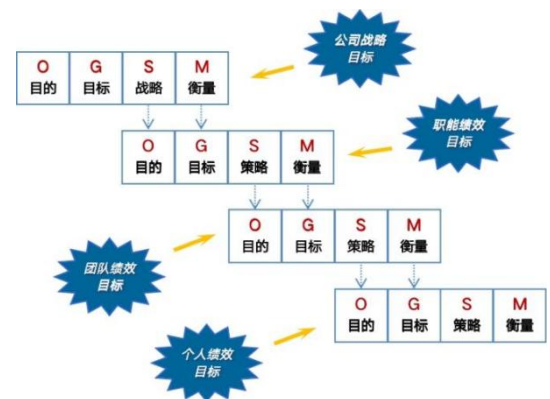 公司战略
目标
O G S M
目的 目标 战略 衡量
职能绩效
目标
O G S M
目的 目标 策略 衡量
O G S M
目的 目标 策略 衡量
团队绩效
目标
O G S M
目的 目标 策略 衡量
个人绩效
目标